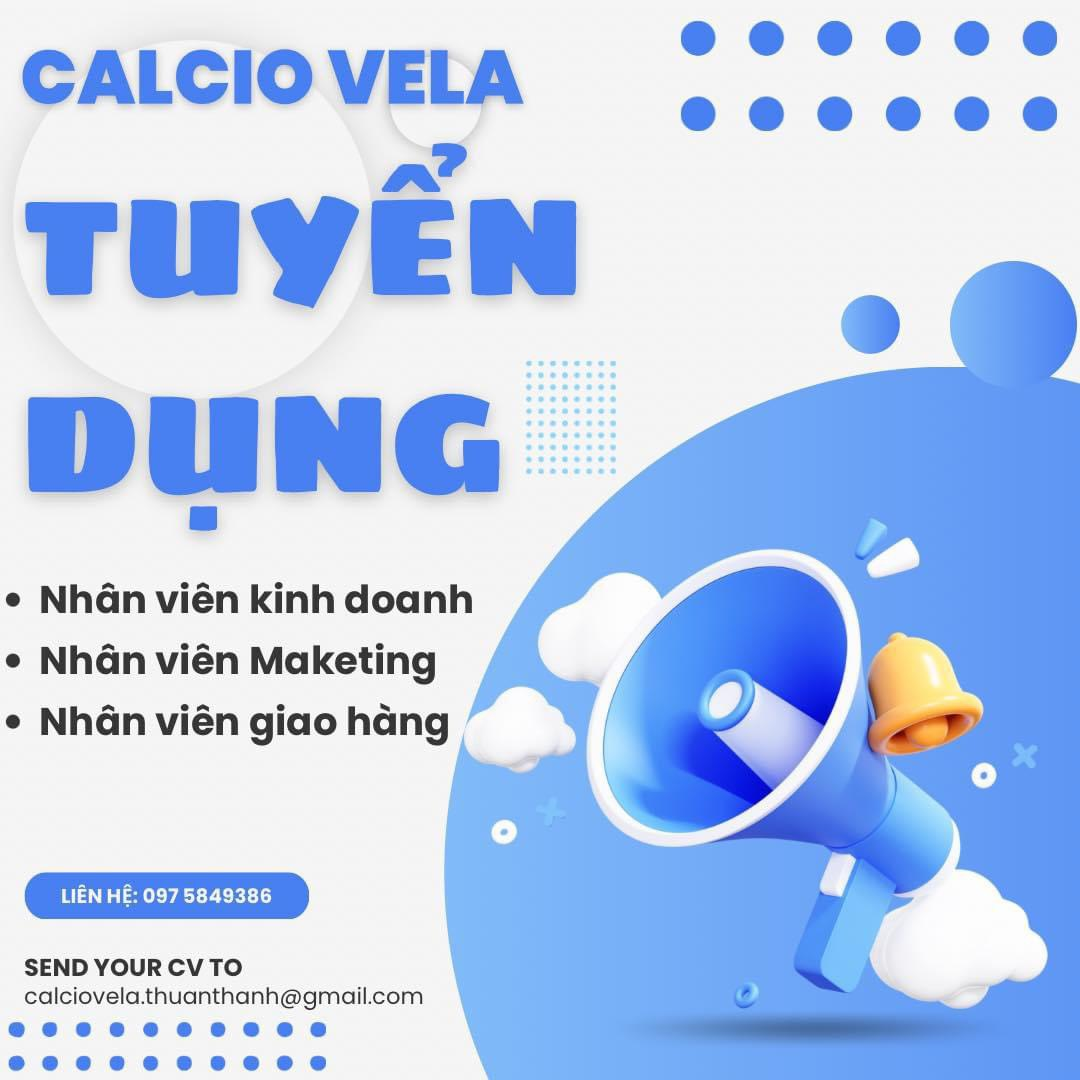 CALCIO VELA
TUYỂN
DỤNG
• Nhân viên kinh doanh
• Nhân viên Maketing
• Nhân viên giao hàng
LIÊN HỆ: 097 5849386
SEND YOUR CV TO
calciovela.thuanthanh@gmail.com